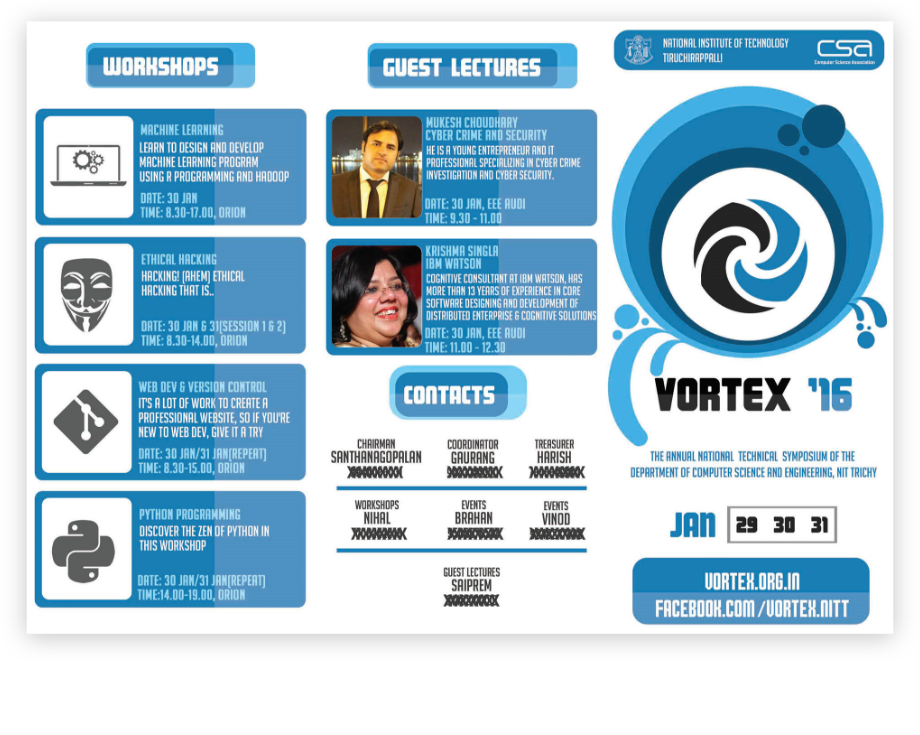 WORKSHOPS
MACHINE LEARNING
LEARN TO DESIGN AND DEVELOP
MACHINE LEARNING PROGRAM
USING R PROGRAMMING AND HADOOP
DATE: 30 JAN
TIME: 8.30-17.00, ORION
ETHICAL HACKING
HACKING! (AHEM) ETHICAL
HACKING THAT IS..
DATE: 30 JAN & 31(SESSION 1 & 2)
TIME: 8.30-14.00, ORION
WEB DEV & VERSION CONTROL
IT'S A LOT OF WORK TO CREATE A
PROFESSIONAL WEBSITE, SO IF YOU'RE
NEW TO WEB DEV, GIVE IT A TRY
DATE: 30 JAN/31 JAN(REPEAT)
TIME: 8.30-15.00, ORION
PYTHON PROGRAMMING
DISCOVER THE ZEN OF PYTHON IN
THIS WORKSHOP
DATE: 30 JAN/31 JAN(REPEAT)
TIME:14.00-19.00, ORION
GUEST LECTURES
MUKESH CHOUDHARY
CYBER CRIME AND SECURITY
HE IS A YOUNG ENTREPRENEUR AND IT
PROFESSIONAL SPECIALIZING IN CYBER CRIME
INVESTIGATION AND CYBER SECURITY.
DATE: 30 JAN, EEE AUDI
TIME: 9.30 - 11.00
KRISHMA SINGLA
IBM WATSON
COGNITIVE CONSULTANT AT IBM WATSON, HAS
MORE THAN 13 YEARS OF EXPERIENCE IN CORE
SOFTWARE DESIGNING AND DEVELOPMENT OF
DISTRIBUTED ENTERPRISE & COGNITIVE SOLUTIONS
DATE: 30 JAN, EEE AUDI
TIME: 11.00 - 12.30
CONTACTS
CHAIRMAN
SANTHANAGOPALAN
COORDINATOR
GAURANG
TREASURER
HARISH
WORKSHOPS
NIHAL
EVENTS
BRAHAN
EVENTS
VINOD
GUEST LECTURES
SAIPREM
NATIONAL INSTITUTE OF TECHNOLOGY
TIRUCHIRAPPALLI
csa
Computer Science Association
VORTEX '16
THE ANNUAL NATIONAL TECHNICAL SYMPOSIUM OF THE
DEPARTMENT OF COMPUTER SCIENCE AND ENGINEERING, NIT TRICHY
JAN 29 30 31
VORTEX.ORG.IN
FACEBOOK.COM/VORTEX.NITT